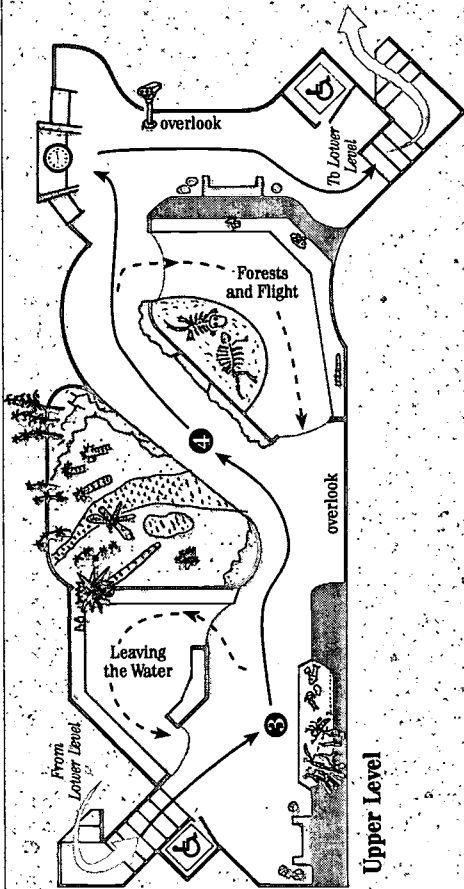 overlook
To Lower
Level
Forests
and Flight
4
overlook
Leaving
the Water
3
From
Lower Level
Upper Level